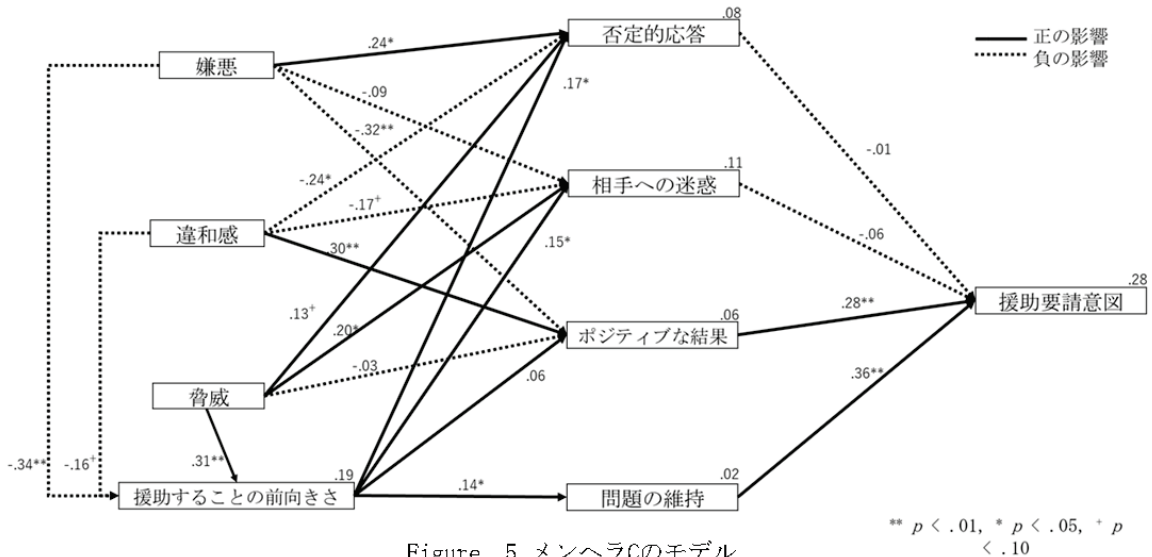 .08
否定的応答
正の影響
負の影響
.24*
嫌悪
.17*
-.09
-.32**
-.01
.11
相手への迷惑
-.24*
-.17⁺
違和感
.15*
.30**
-.06
.28
援助要請意図
.13⁺
.20*
.06
ポジティブな結果
.28**
-.03
.06
.36**
脅威
-.34**
-.16⁺
.31**
.19
援助することの前向きさ
.14*
.02
問題の維持
** p < .01, * p < .05, ⁺ p
< .10
Figure 5 メンヘラCのモデル